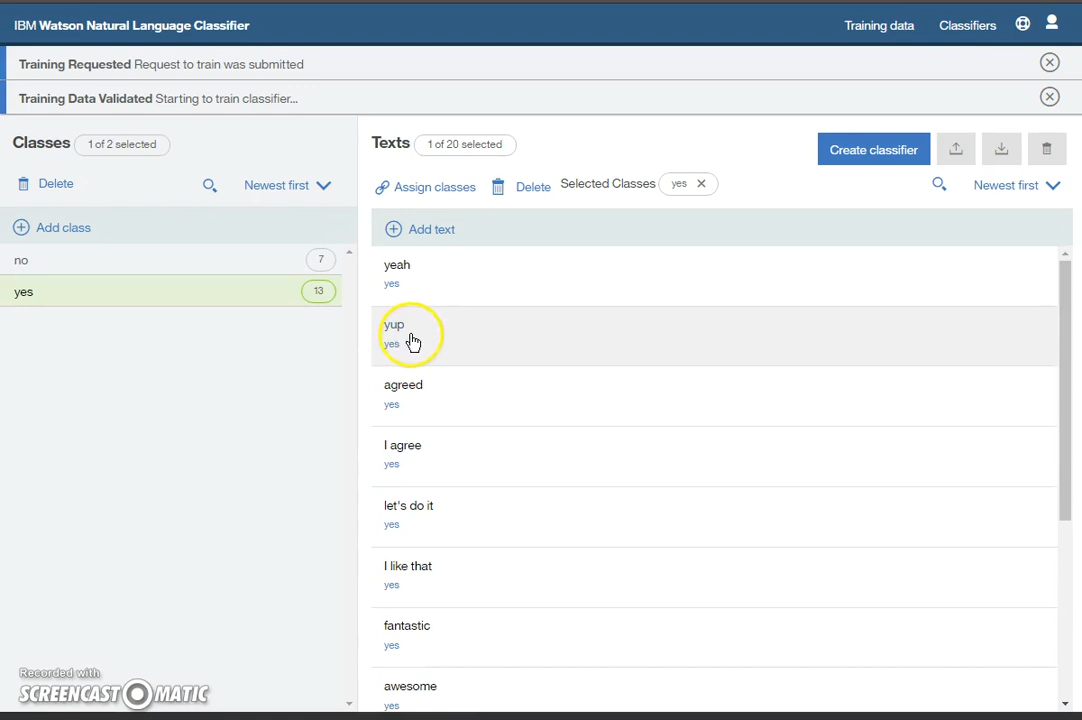 IBM Watson Natural Language Classifier
Training data
Classifiers
Training Requested Request to train was submitted
Training Data Validated Starting to train classifier...
Classes
1 of 2 selected
Delete
Newest first
Add class
no
7
yes
13
Texts
1 of 20 selected
Create classifier
Assign classes
Delete
Selected Classes
yes
Newest first
Add text
yeah
yes
yup
yes
agreed
yes
I agree
yes
let's do it
yes
I like that
yes
fantastic
yes
awesome
yes
Recorded with
SCREENCAST-O-MATIC